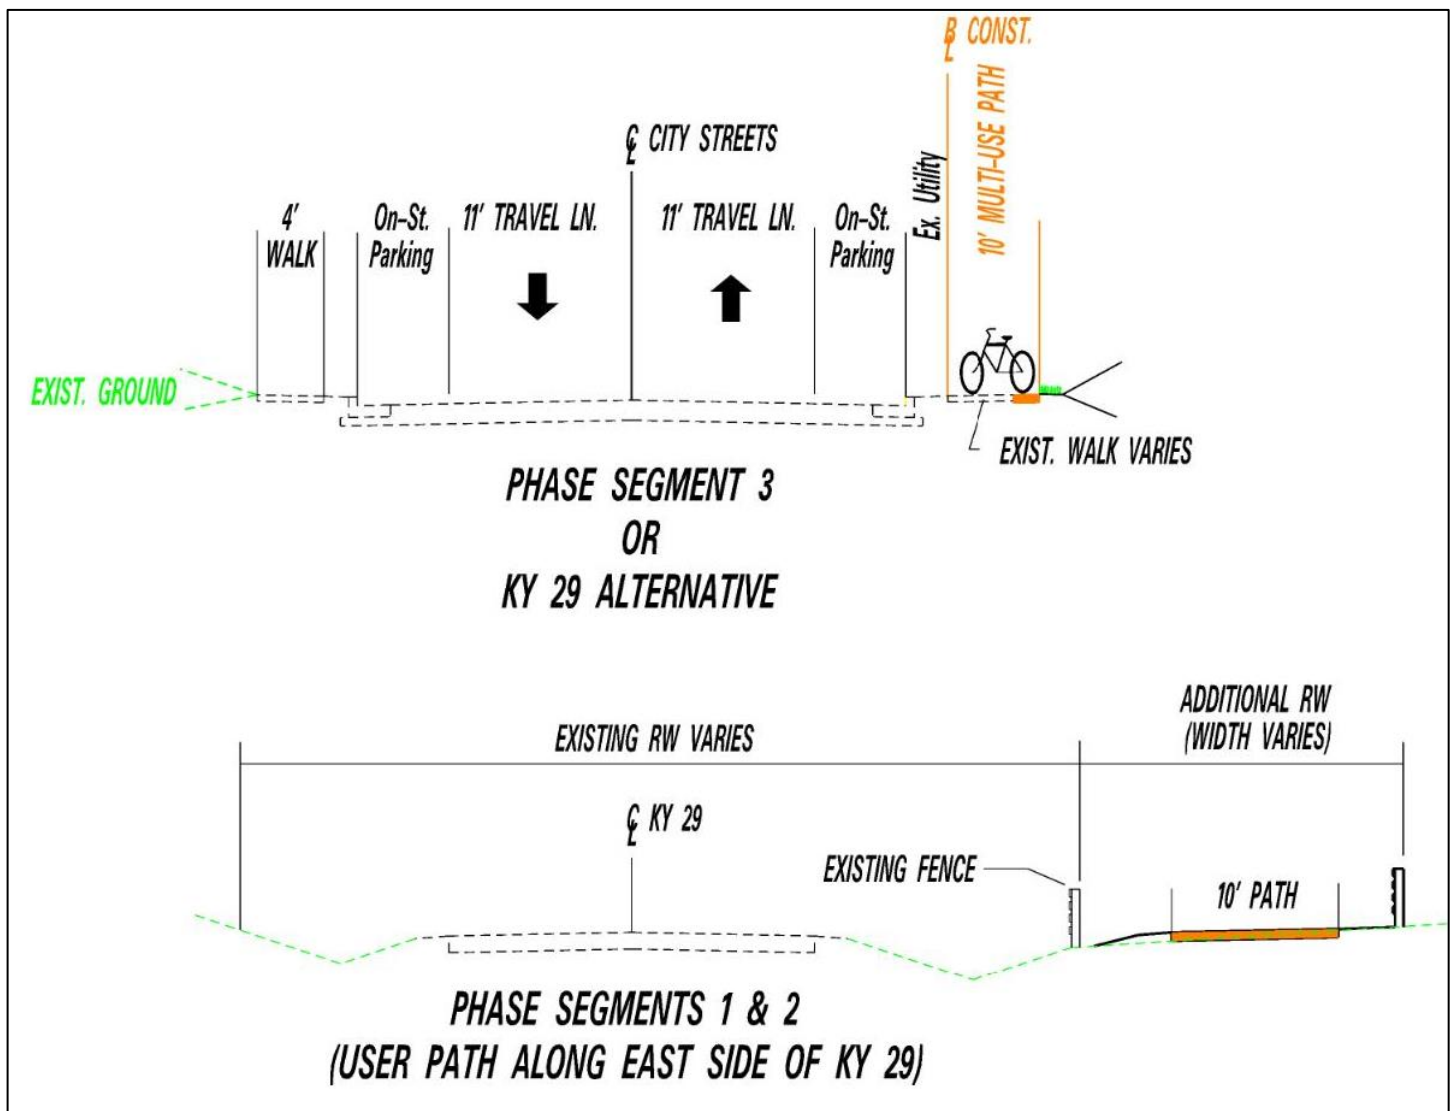 BL CONST.
10' MULTI-USE PATH
CL CITY STREETS
Ex. Utility
4'
WALK
On-St.
Parking
11' TRAVEL LN.
11' TRAVEL LN.
On-St.
Parking
EXIST. GROUND
EXIST. WALK VARIES
PHASE SEGMENT 3
OR
KY 29 ALTERNATIVE
ADDITIONAL RW
(WIDTH VARIES)
EXISTING RW VARIES
CL KY 29
EXISTING FENCE
10' PATH
PHASE SEGMENTS 1 & 2
(USER PATH ALONG EAST SIDE OF KY 29)